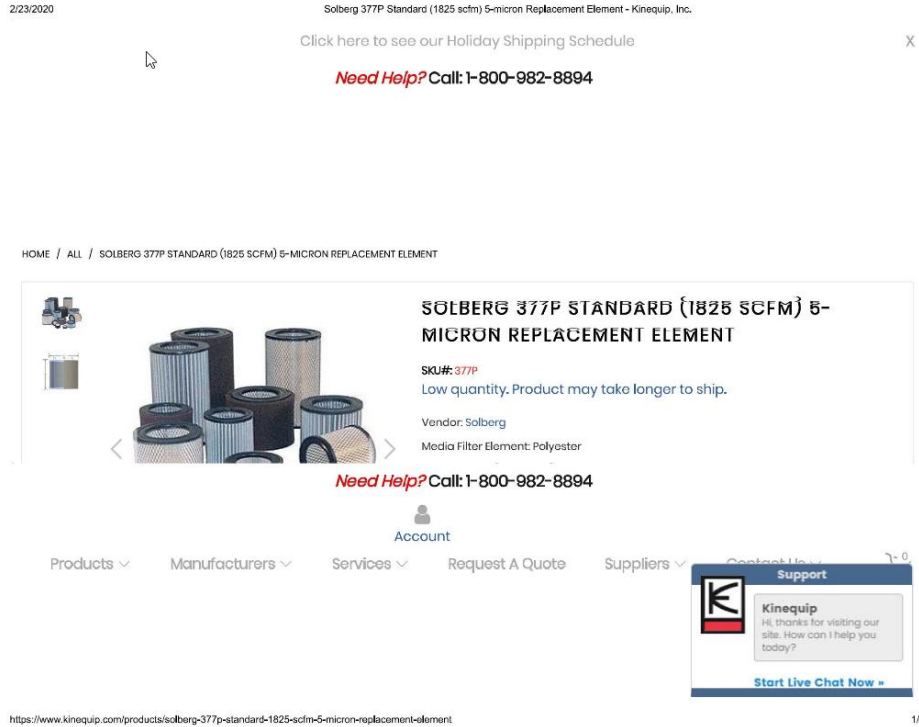 2/23/2020 Solberg 377P Standard (1825 scfm) 5-micron Replacement Element - Kinequip, Inc.
Click here to see our Holiday Shipping Schedule X
Need Help? Call: 1-800-982-8894
HOME / ALL / SOLBERG 377P STANDARD (1825 SCFM) 5-MICRON REPLACEMENT ELEMENT
SOLBERG 377P STANDARD (1825 SCFM) 5-
MICRON REPLACEMENT ELEMENT
SKU#: 377P
Low quantity. Product may take longer to ship.
Vendor: Solberg
Media Filter Element: Polyester
Need Help? Call: 1-800-982-8894
Account
Products Manufacturers Services Request A Quote Suppliers Contact Us 0
Support
Kinequip
Hi, thanks for visiting our
site. How can I help you
today?
Start Live Chat Now »
https://www.kinequip.com/products/solberg-377p-standard-1825-scfm-5-micron-replacement-element 1/